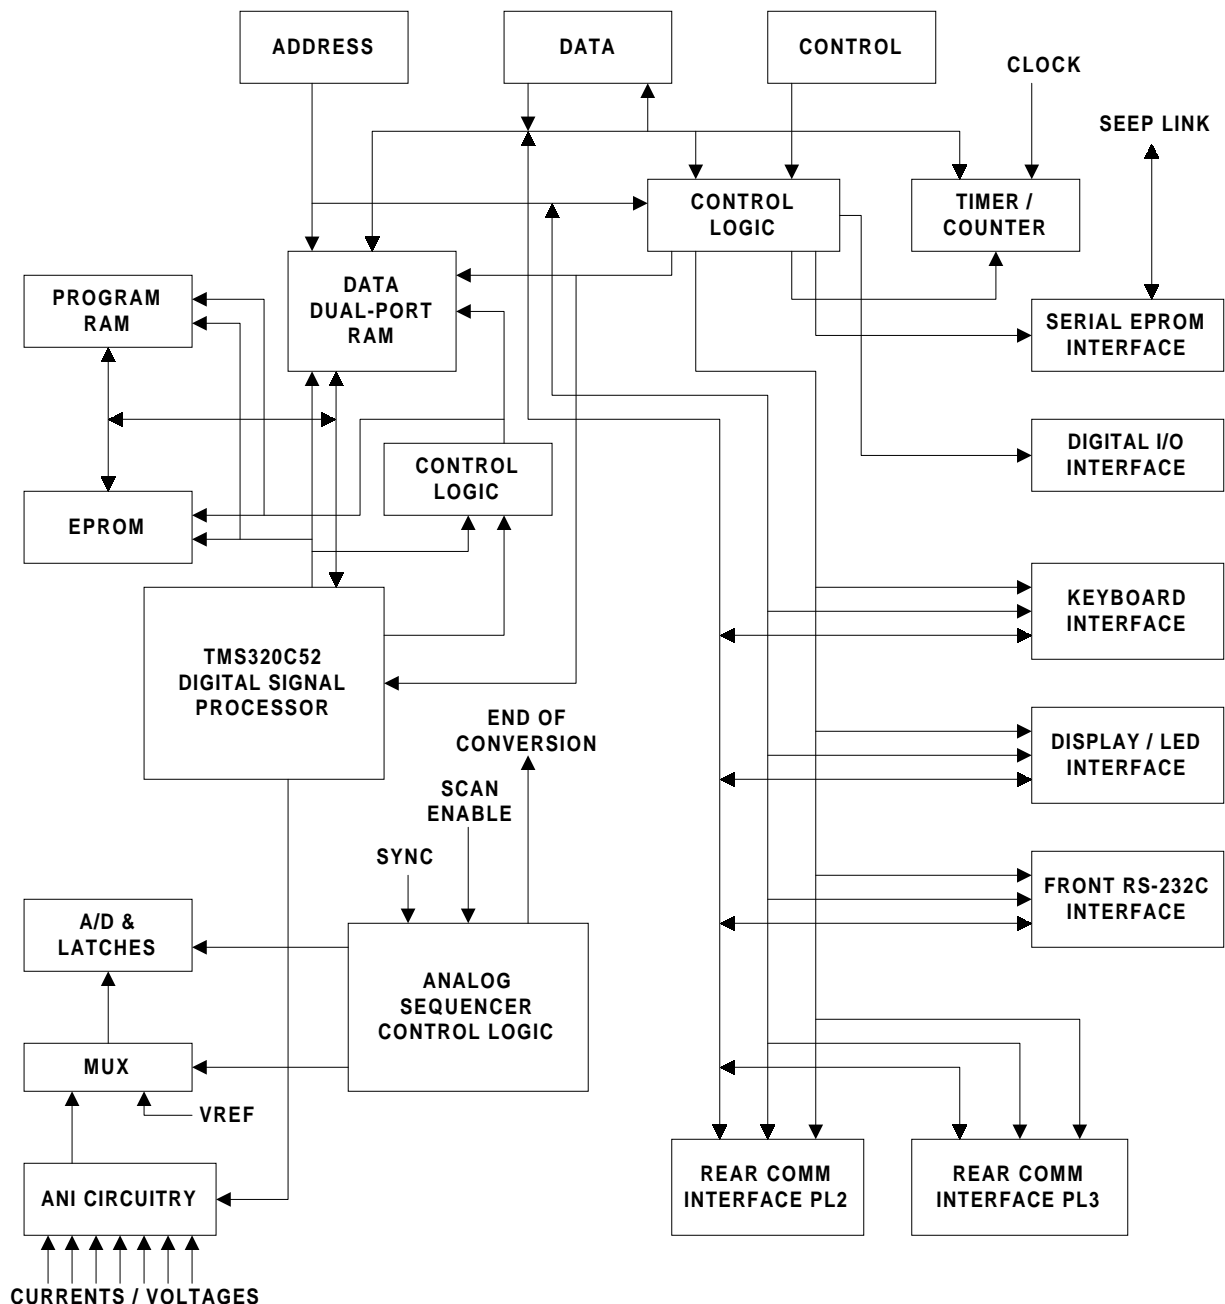 ADDRESS
DATA
CONTROL
CLOCK
SEEP LINK
CONTROL
LOGIC
TIMER /
COUNTER
DATA
DUAL-PORT
RAM
PROGRAM
RAM
SERIAL EPROM
INTERFACE
DIGITAL I/O
INTERFACE
CONTROL
LOGIC
EPROM
KEYBOARD
INTERFACE
TMS320C52
DIGITAL SIGNAL
PROCESSOR
END OF
CONVERSION
DISPLAY / LED
INTERFACE
SCAN
ENABLE
SYNC
FRONT RS-232C
INTERFACE
A/D &
LATCHES
ANALOG
SEQUENCER
CONTROL LOGIC
MUX
VREF
REAR COMM
INTERFACE PL2
REAR COMM
INTERFACE PL3
ANI CIRCUITRY
CURRENTS / VOLTAGES